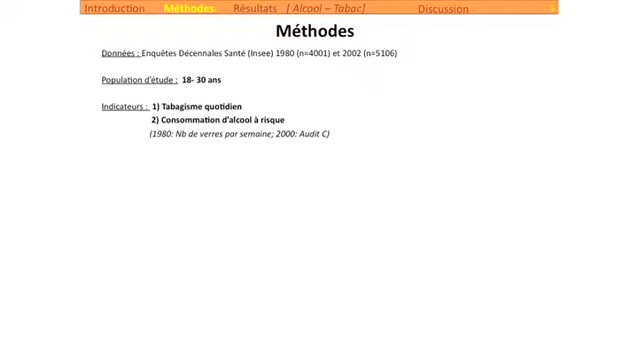 Introduction Méthodes Résultats [ Alcool – Tabac] Discussion 5
Méthodes
Données : Enquêtes Décennales Santé (Insee) 1980 (n=4001) et 2002 (n=5106)
Population d'étude : 18- 30 ans
Indicateurs : 1) Tabagisme quotidien
2) Consommation d'alcool à risque
(1980: Nb de verres par semaine; 2000: Audit C)